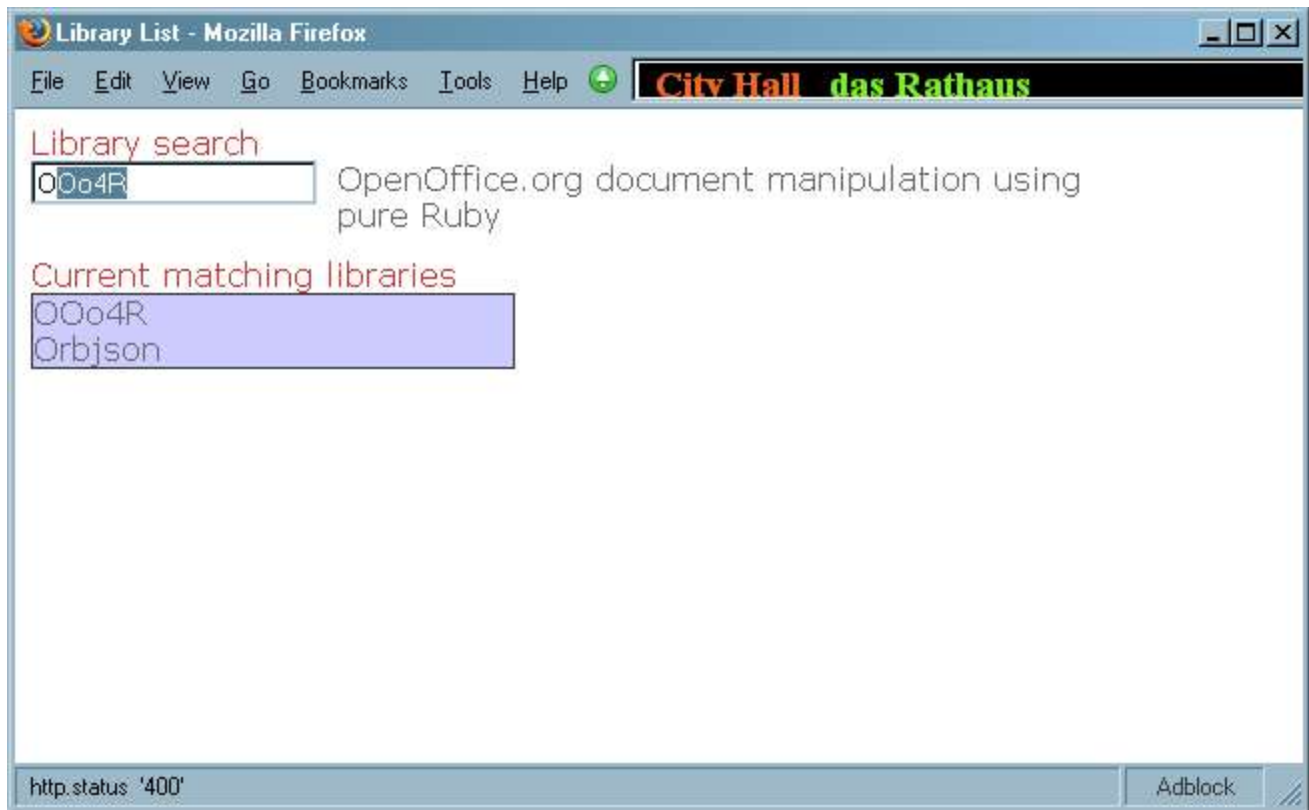 Library List - Mozilla Firefox
File Edit View Go Bookmarks Tools Help City Hall das Rathaus
Library search
OOo4R
OpenOffice.org document manipulation using
pure Ruby
Current matching libraries
OOo4R
Orbjson
http.status '400' Adblock